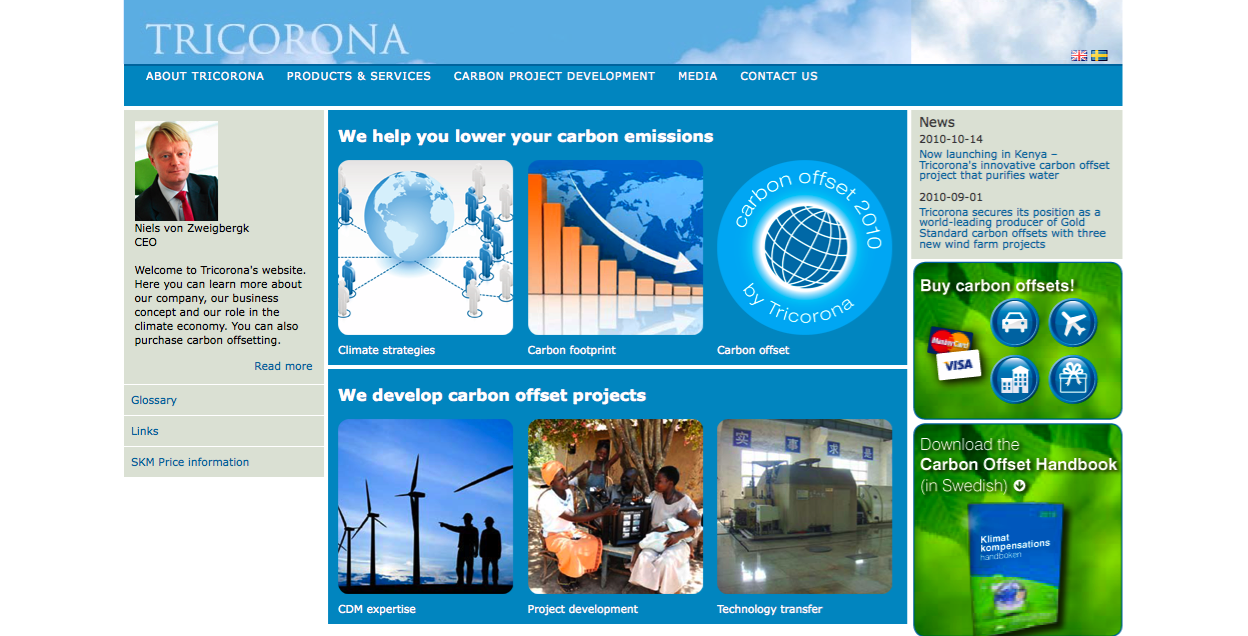 TRICORONA
ABOUT TRICORONA
PRODUCTS & SERVICES
CARBON PROJECT DEVELOPMENT
MEDIA
CONTACT US
Niels von Zweigbergk
CEO
Welcome to Tricorona's website.
Here you can learn more about
our company, our business
concept and our role in the
climate economy. You can also
purchase carbon offsetting.
Read more
Glossary
Links
SKM Price information
We help you lower your carbon emissions
carbon offset 2010
by Tricorona
Climate strategies
Carbon footprint
Carbon offset
We develop carbon offset projects
实 事 求 是
CDM expertise
Project development
Technology transfer
News
2010-10-14
Now launching in Kenya –
Tricorona's innovative carbon offset
project that purifies water
2010-09-01
Tricorona secures its position as a
world-leading producer of Gold
Standard carbon offsets with three
new wind farm projects
Buy carbon offsets!
MasterCard
VISA
Download the
Carbon Offset Handbook
(in Swedish)
2010
Klimat
kompensations
handboken